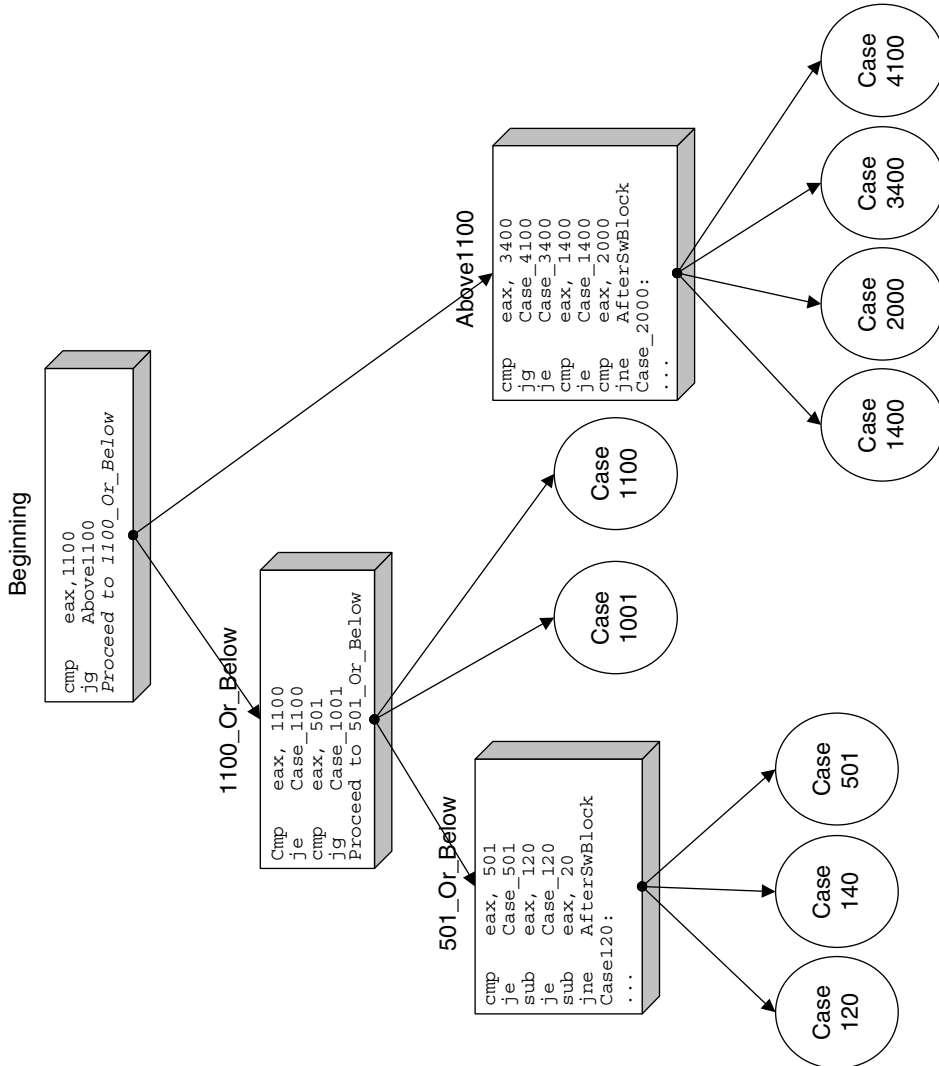 Beginning
cmp eax,1100
jg Above1100
Proceed to 1100_Or_Below
1100_Or_Below
Cmp eax, 1100
je Case_1100
cmp eax, 501
jg Case_1001
Proceed to 501_Or_Below
Above1100
cmp eax, 3400
jg Case_4100
je Case_3400
cmp eax, 1400
je Case_1400
cmp eax, 2000
jne AfterSwBlock
Case_2000:
...
501_Or_Below
cmp eax, 501
je Case_501
sub eax, 120
je Case_120
sub eax, 20
jne AfterSwBlock
Case120:
...
Case
1001
Case
1100
Case
120
Case
140
Case
501
Case
1400
Case
2000
Case
3400
Case
4100